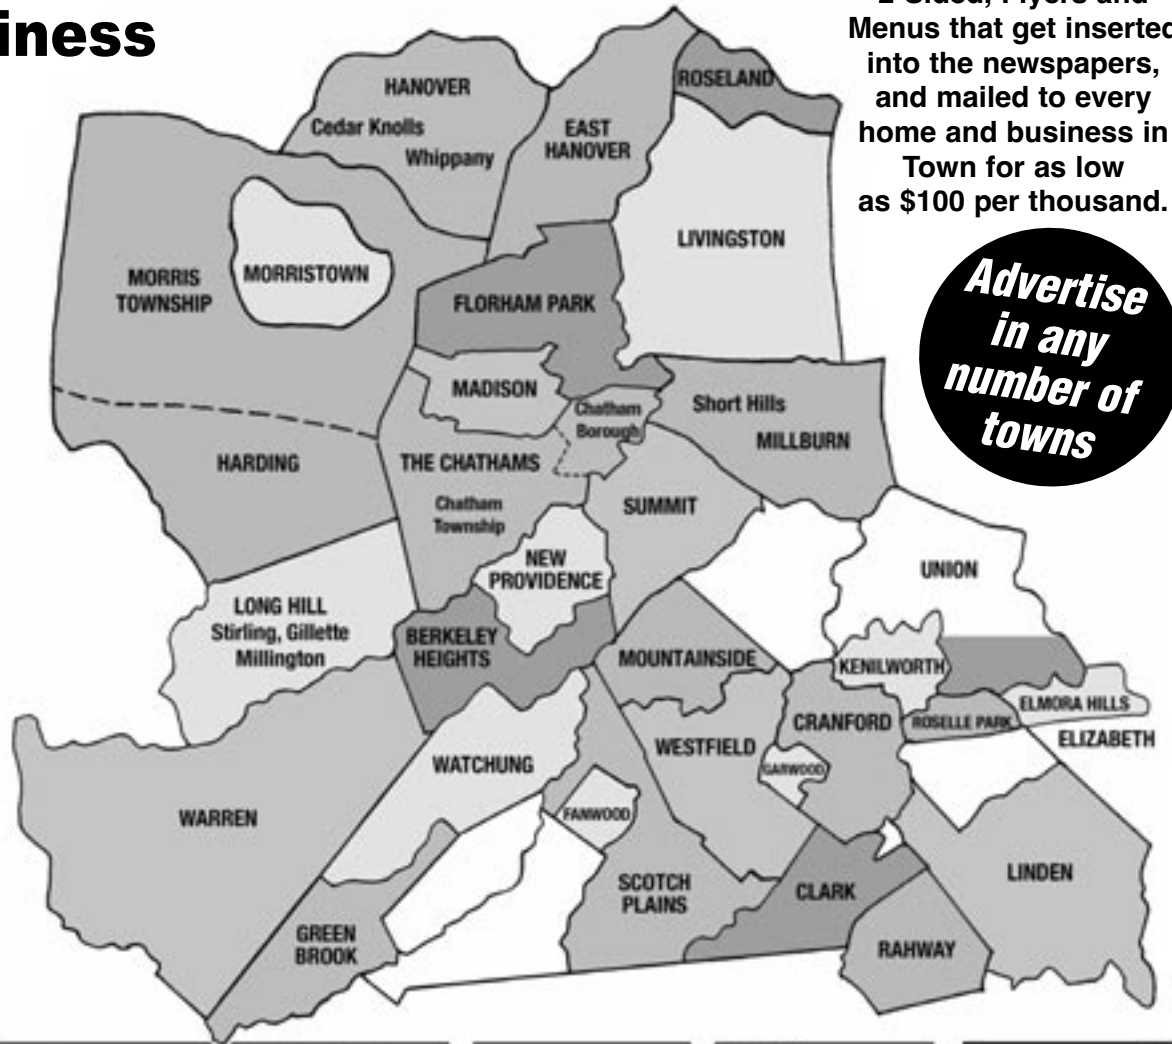 iness
Menus that get inserted
into the newspapers,
and mailed to every
home and business in
Town for as low
as $100 per thousand.
Advertise
in any
number of
towns
HANOVER
Cedar Knolls
Whippany
EAST
HANOVER
ROSELAND
LIVINGSTON
MORRIS
TOWNSHIP
MORRISTOWN
FLORHAM PARK
MADISON
Chatham
Borough
Short Hills
MILLBURN
HARDING
THE CHATHAMS
Chatham
Township
SUMMIT
NEW
PROVIDENCE
UNION
LONG HILL
Stirling, Gillette
Millington
BERKELEY
HEIGHTS
MOUNTAINSIDE
KENILWORTH
ELMORA HILLS
ROSELLE PARK
CRANFORD
ELIZABETH
WESTFIELD
GARWOOD
WATCHUNG
WARREN
FANWOOD
LINDEN
SCOTCH
PLAINS
CLARK
GREEN
BROOK
RAHWAY